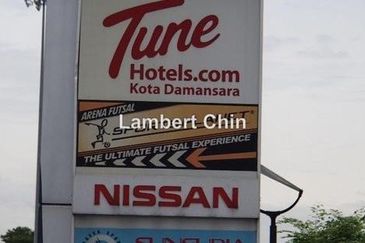 Tune
Hotels.com
Kota Damansara
ARENA FUTSAL
Lambert Chin
THE ULTIMATE FUTSAL EXPERIENCE
NISSAN